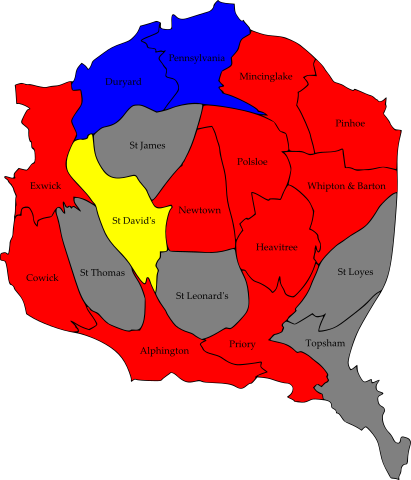 Pennsylvania
Duryard
Mincinglake
Pinhoe
St James
Polsloe
Exwick
Whipton & Barton
Newtown
St David's
Heavitree
St Thomas
St Loyes
Cowick
St Leonard's
Priory
Topsham
Alphington